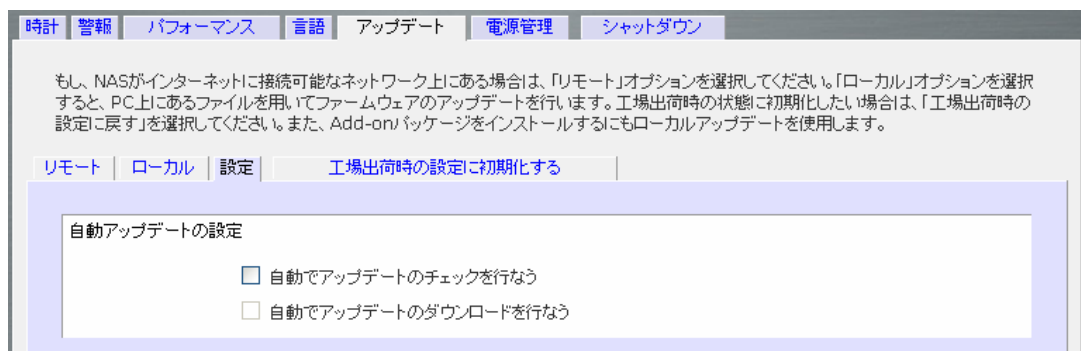 時計 警報 パフォーマンス 言語 アップデート 電源管理 シャットダウン
もし、NASがインターネットに接続可能なネットワーク上にある場合は、「リモート」オプションを選択してください。「ローカル」オプションを選択
すると、PC上にあるファイルを用いてファームウェアのアップデートを行います。工場出荷時の状態に初期化したい場合は、「工場出荷時の
設定に戻す」を選択してください。また、Add-onパッケージをインストールするにもローカルアップデートを使用します。
リモート ローカル 設定 工場出荷時の設定に初期化する
自動アップデートの設定
自動でアップデートのチェックを行なう
自動でアップデートのダウンロードを行なう